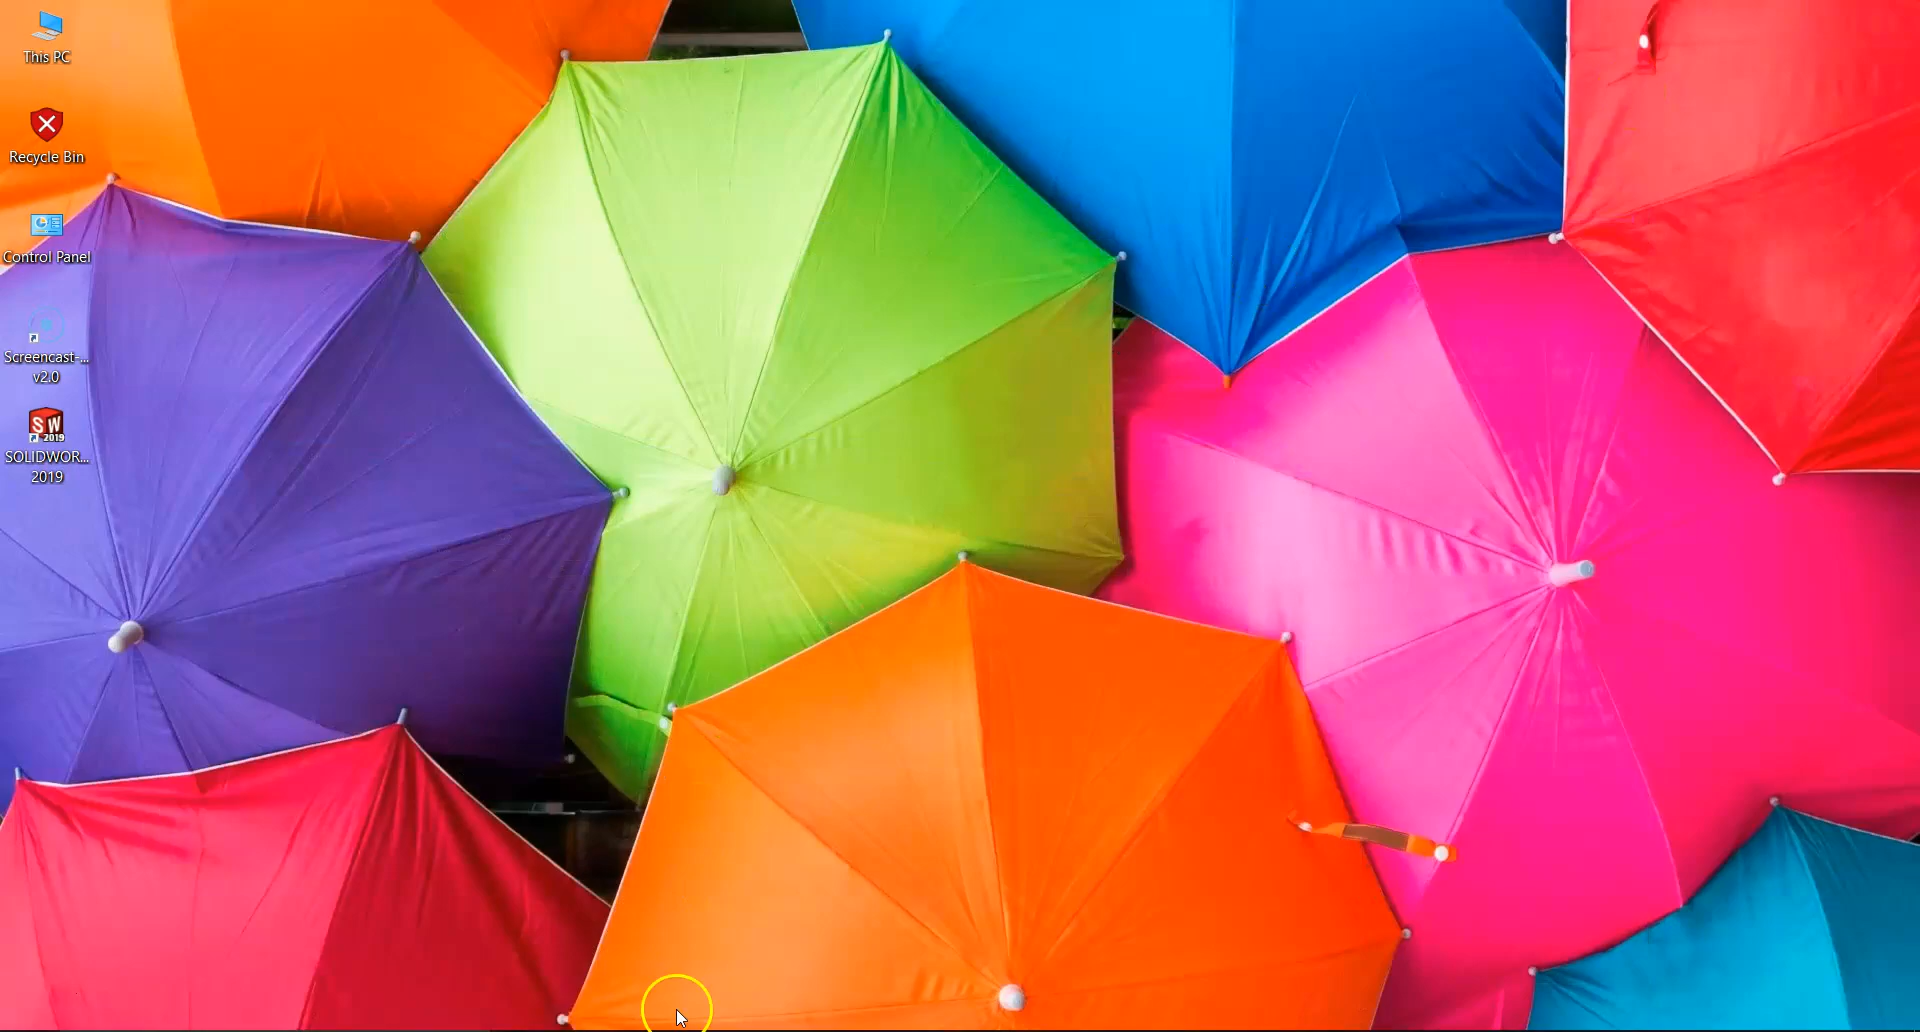 This PC
Recycle Bin
Control Panel
Screencast-...
v2.0
SW
2019
SOLIDWOR...
2019